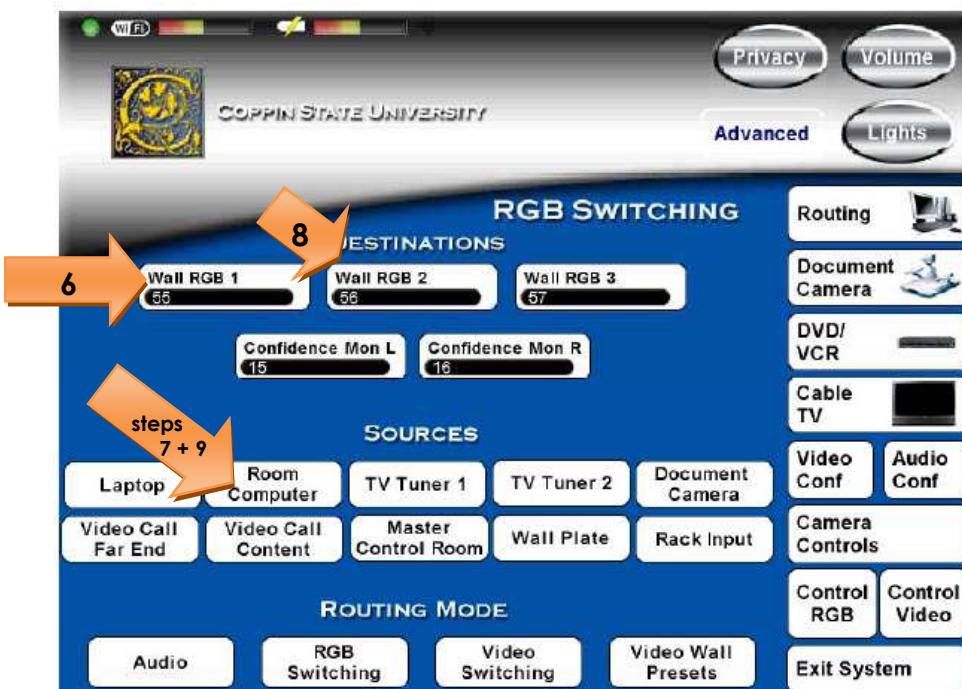 WiFi
Privacy
Volume
COPPIN STATE UNIVERSITY
Advanced
Lights
RGB SWITCHING
8
DESTINATIONS
6
Wall RGB 1
55
Wall RGB 2
56
Wall RGB 3
57
Confidence Mon L
15
Confidence Mon R
16
steps
7 + 9
SOURCES
Laptop
Room
Computer
TV Tuner 1
TV Tuner 2
Document
Camera
Video Call
Far End
Video Call
Content
Master
Control Room
Wall Plate
Rack Input
ROUTING MODE
Audio
RGB
Switching
Video
Switching
Video Wall
Presets
Routing
Document
Camera
DVD/
VCR
Cable
TV
Video
Conf
Audio
Conf
Camera
Controls
Control
RGB
Control
Video
Exit System